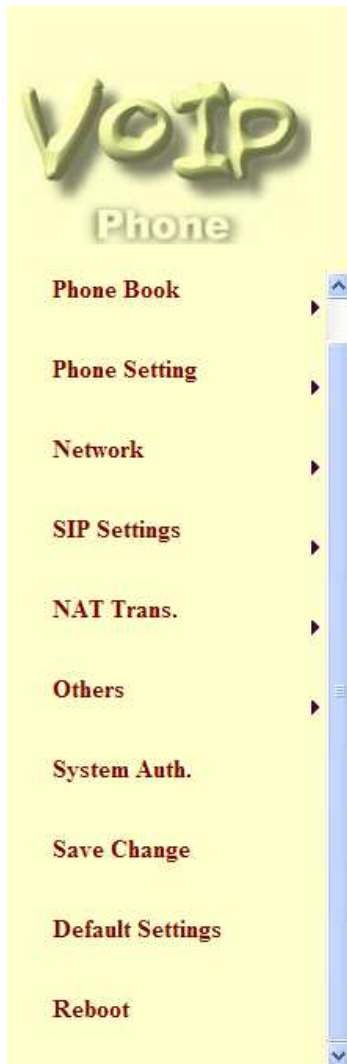 VoIP
Phone
Phone Book
Phone Setting
Network
SIP Settings
NAT Trans.
Others
System Auth.
Save Change
Default Settings
Reboot